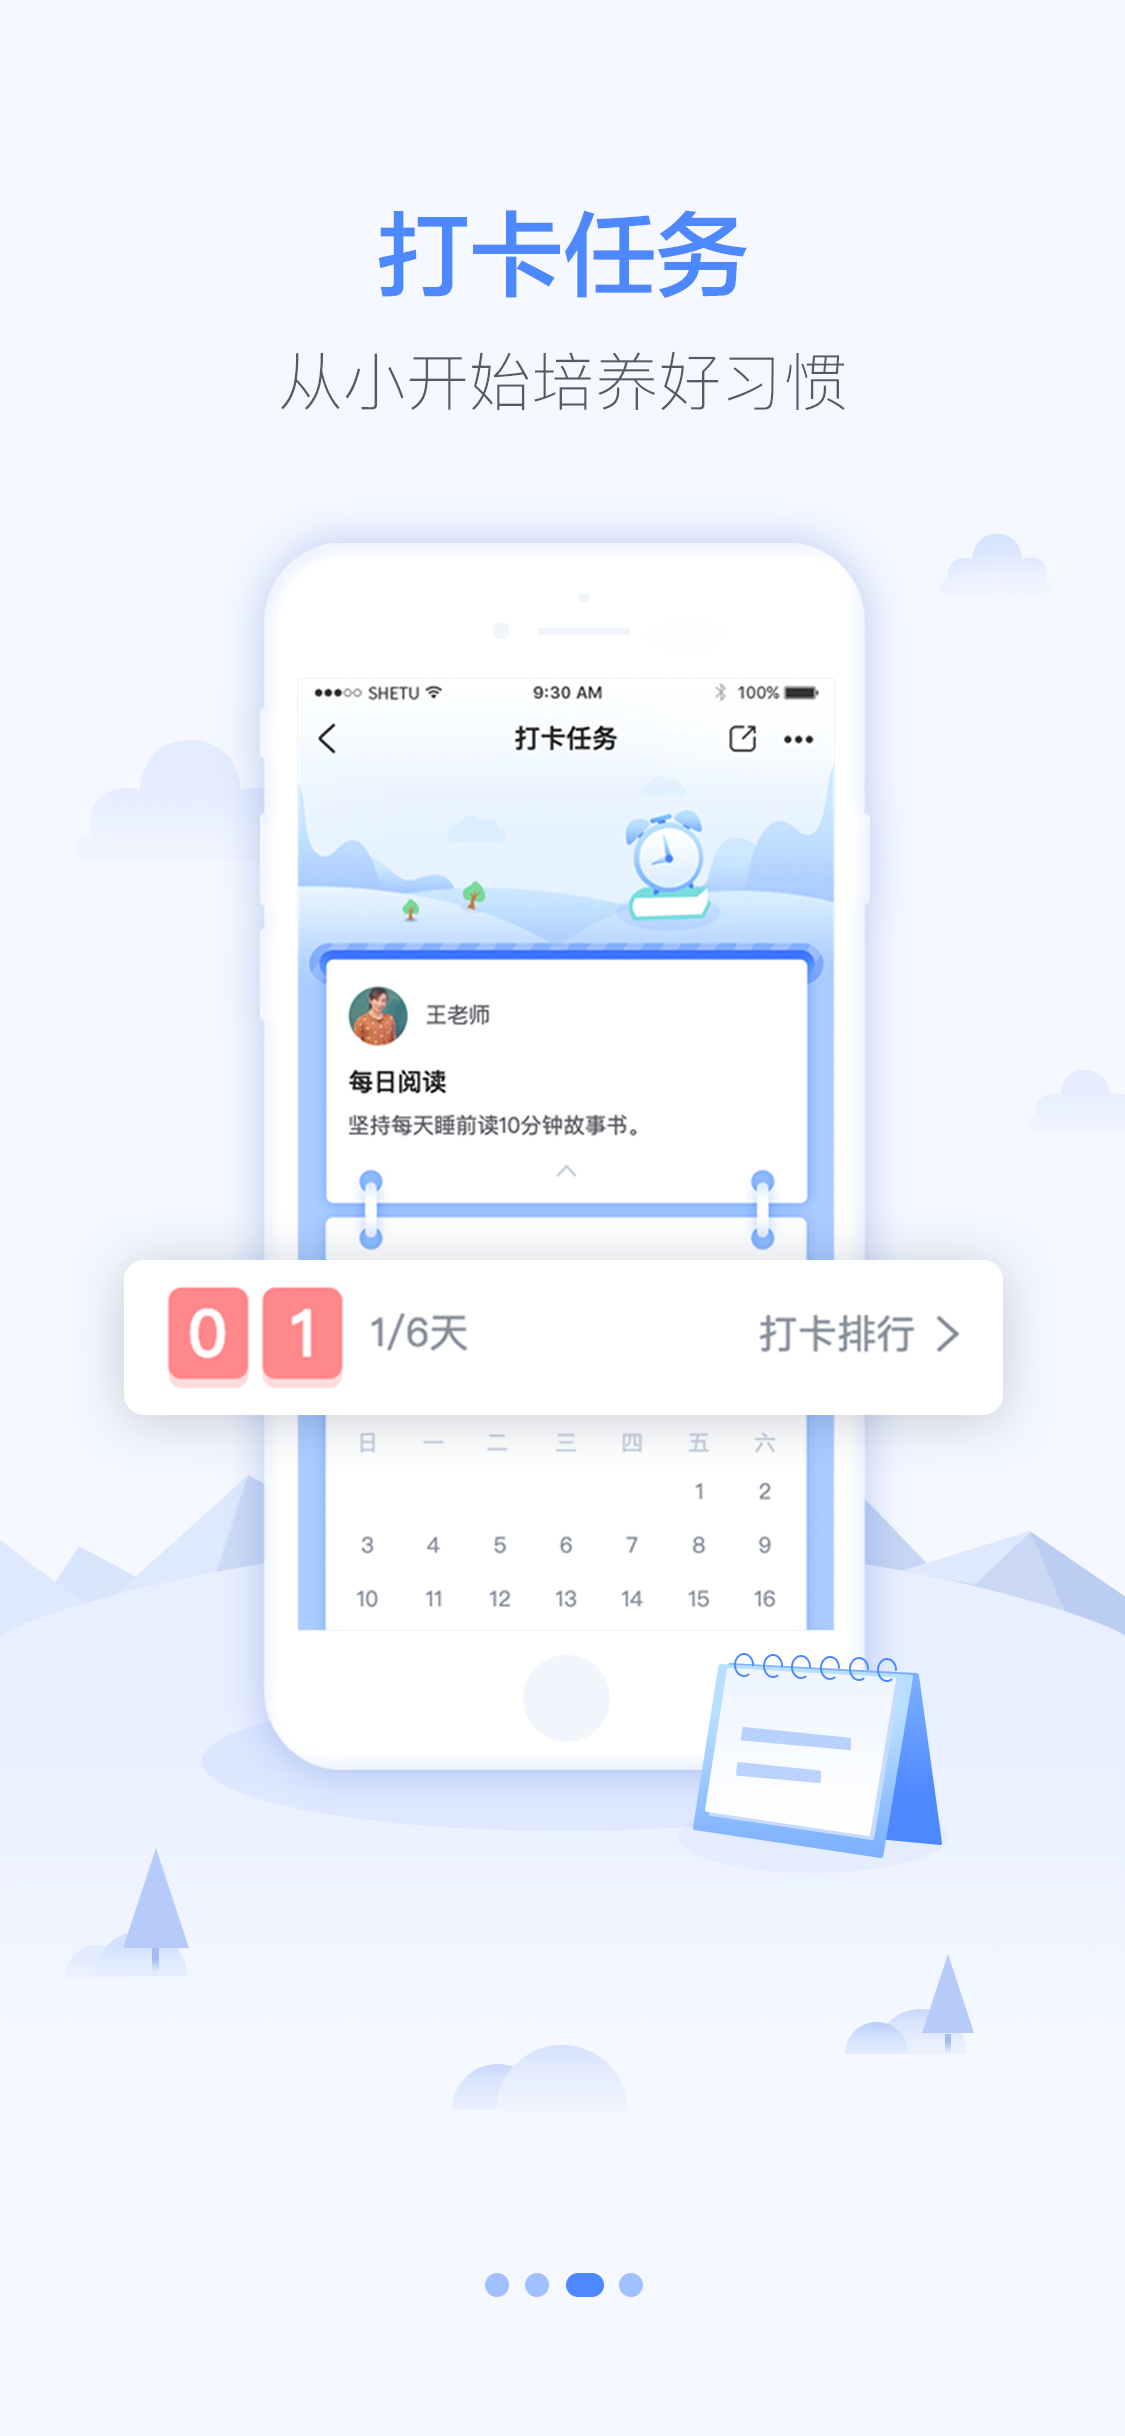 打卡任务
从小开始培养好习惯
SHETU 9:30 AM 100%
打卡任务
王老师
每日阅读
坚持每天睡前读10分钟故事书。
01 1/6天 打卡排行
日 一 二 三 四 五 六
1 2
3 4 5 6 7 8 9
10 11 12 13 14 15 16